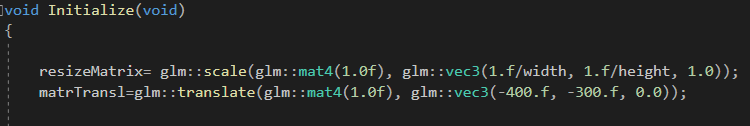 void Initialize(void)
{
resizeMatrix= glm::scale(glm::mat4(1.0f), glm::vec3(1.f/width, 1.f/height, 1.0));
matrTransl=glm::translate(glm::mat4(1.0f), glm::vec3(-400.f, -300.f, 0.0));